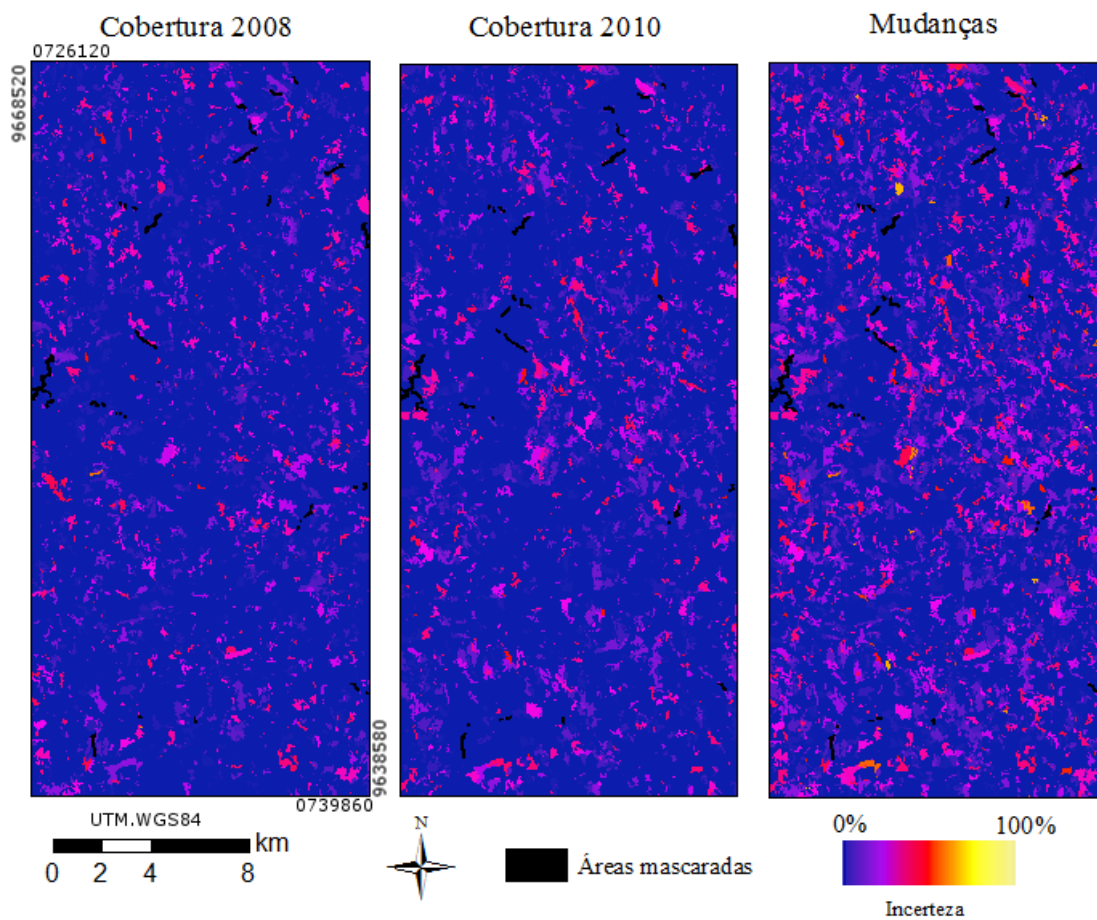 Cobertura 2008
Cobertura 2010
Mudanças
0726120
9668520
9638580
0739860
UTM.WGS84
km
0 2 4 8
N
Áreas mascaradas
0% 100%
Incerteza